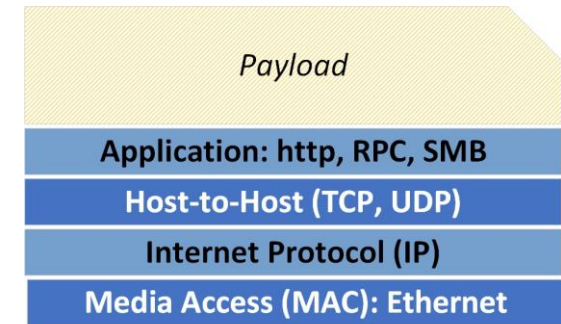 Payload
Application: http, RPC, SMB
Host-to-Host (TCP, UDP)
Internet Protocol (IP)
Media Access (MAC): Ethernet